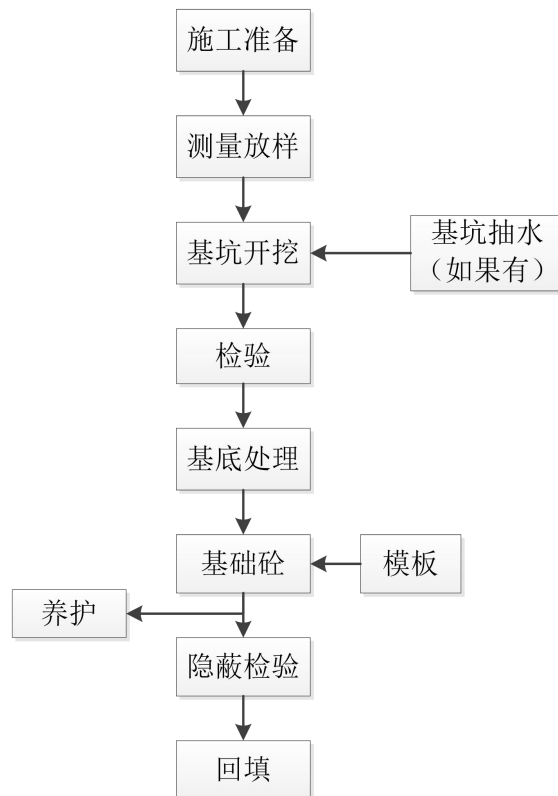 施工准备
测量放样
基坑开挖
基坑抽水
（如果有）
检验
基底处理
基础砼
模板
养护
隐蔽检验
回填